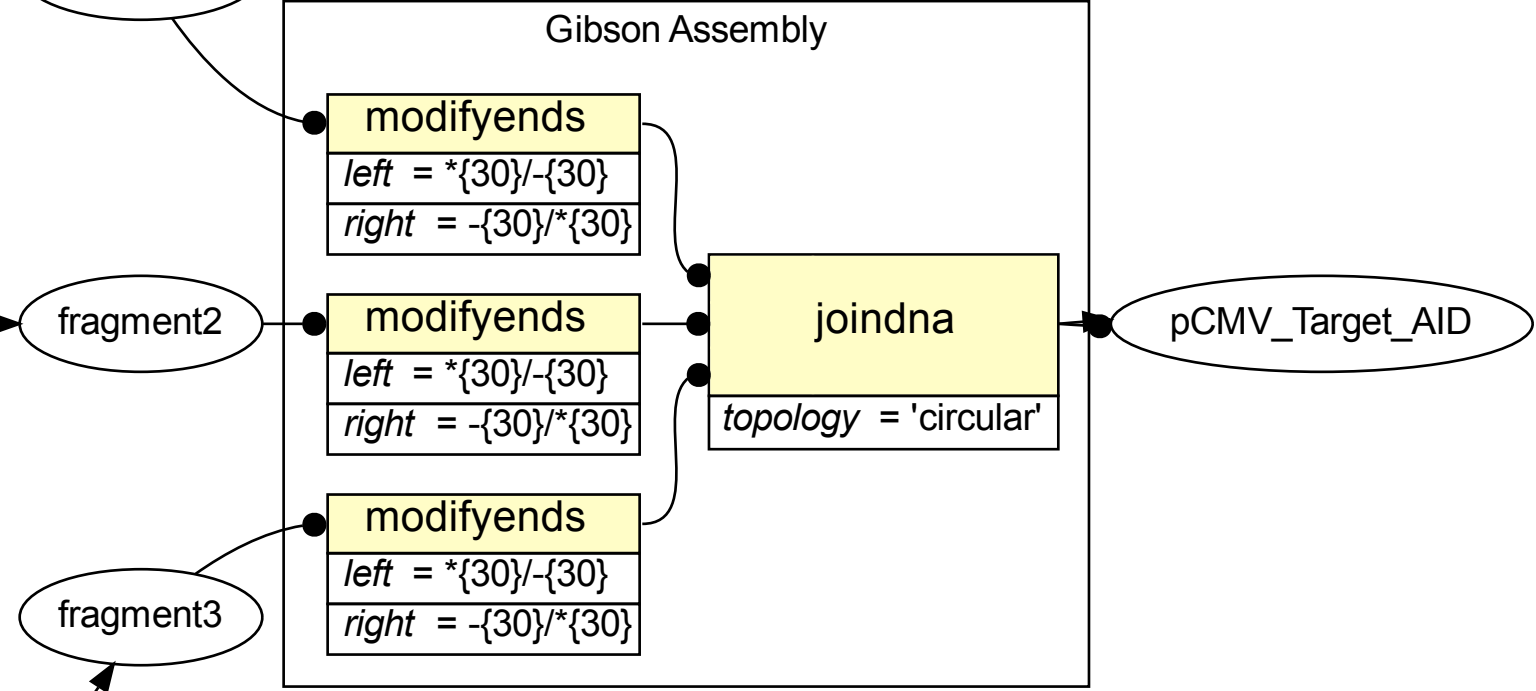 Gibson Assembly
modifyends
left = *{30}/-{30}
right = -{30}/*{30}
fragment2
modifyends
left = *{30}/-{30}
right = -{30}/*{30}
joindna
topology = 'circular'
pCMV_Target_AID
modifyends
left = *{30}/-{30}
right = -{30}/*{30}
fragment3